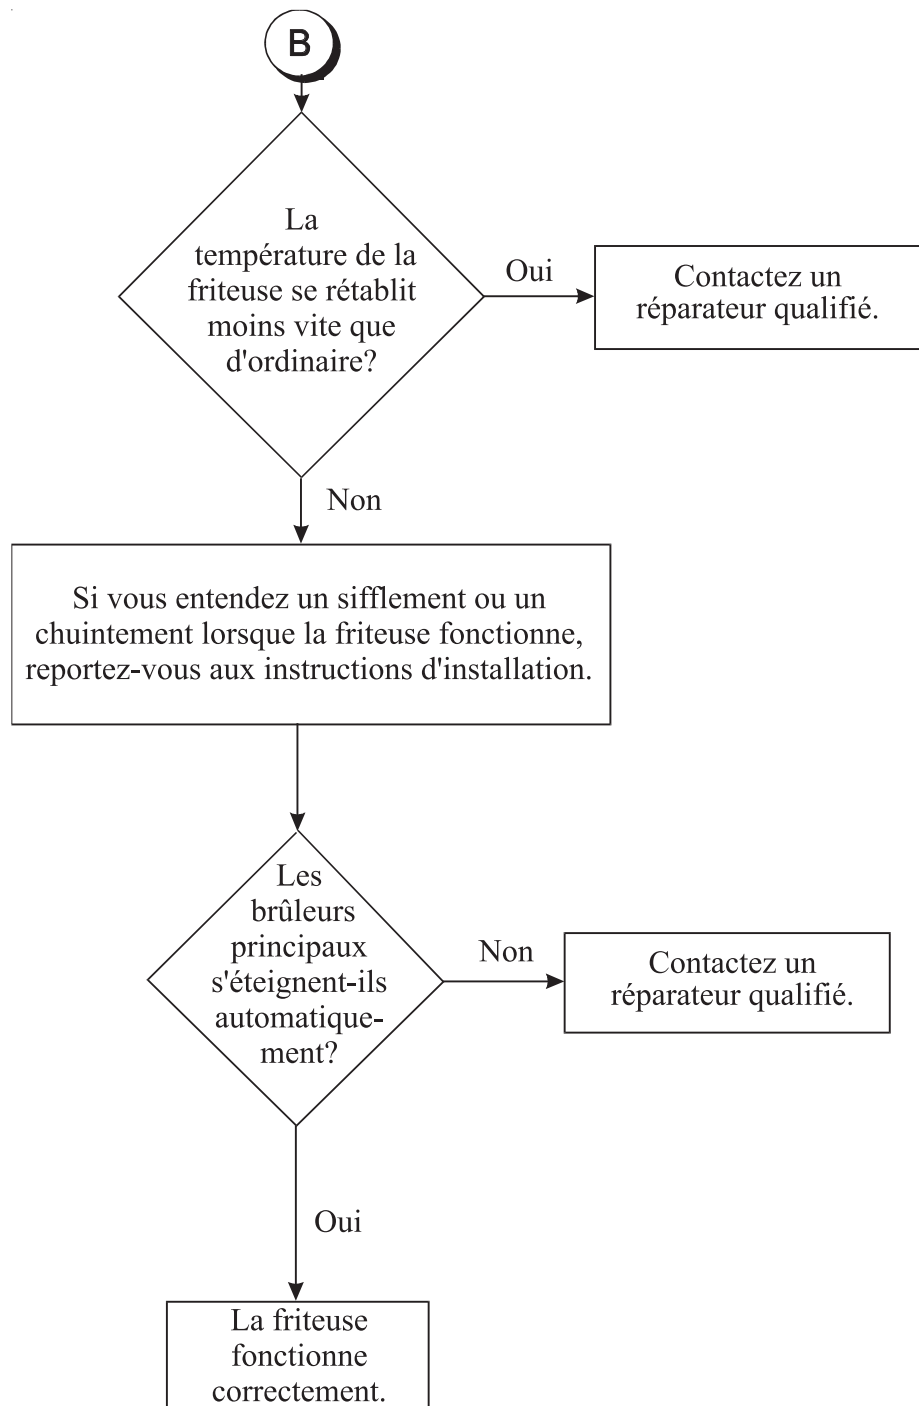 B
La
température de la
friteuse se rétablit
moins vite que
d'ordinaire?
Oui
Contactez un
réparateur qualifié.
Non
Si vous entendez un sifflement ou un
chuintement lorsque la friteuse fonctionne,
reportez-vous aux instructions d'installation.
Les
brûleurs
principaux
s'éteignent-ils
automatique-
ment?
Non
Contactez un
réparateur qualifié.
Oui
La friteuse
fonctionne
correctement.